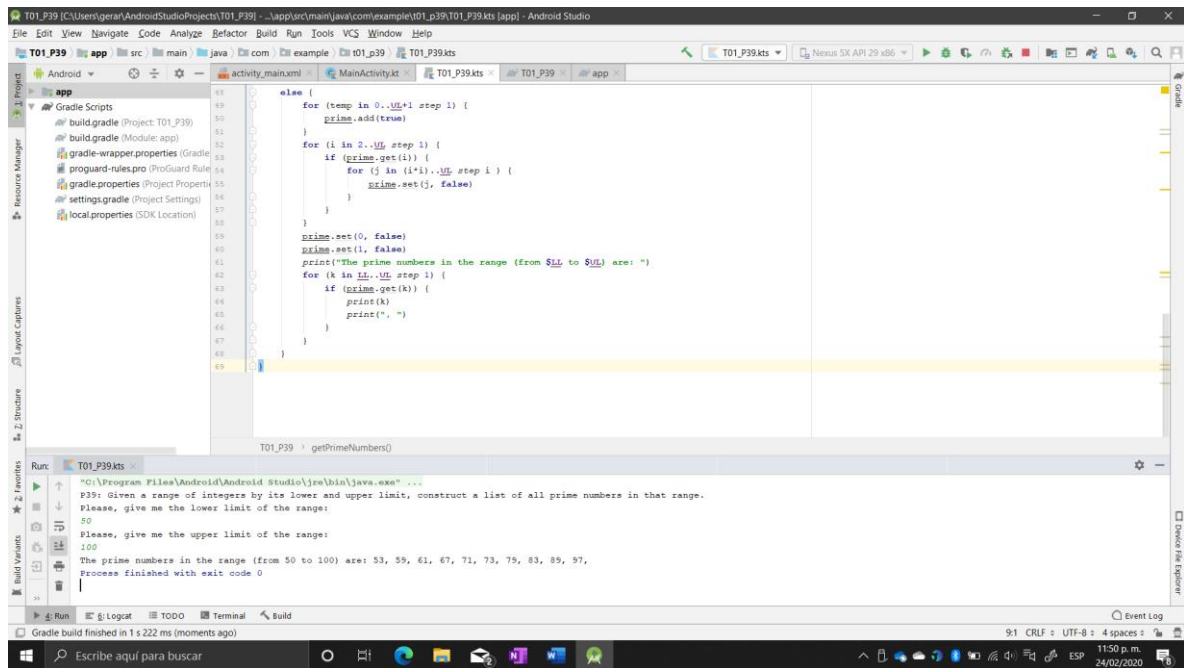 T01_P39 [C:\Users\gerar\AndroidStudioProjects\T01_P39] - ...\app\src\main\java\com\example\t01_p39\T01_P39.kts [app] - Android Studio
File Edit View Navigate Code Analyze Refactor Build Run Tools VCS Window Help
T01_P39 app src main java com example t01_p39 T01_P39.kts T01_P39.kts Nexus 5X API 29 x86
Android activity_main.xml MainActivity.kt T01_P39.kts T01_P39 app
1: Project
Resource Manager
Layout Captures
Z: Structure
2: Favorites
Build Variants
Gradle
Device File Explorer
app
Gradle Scripts
build.gradle (Project: T01_P39)
build.gradle (Module: app)
gradle-wrapper.properties (Gradle
proguard-rules.pro (ProGuard Rule
gradle.properties (Project Properti
settings.gradle (Project Settings)
local.properties (SDK Location)
48 else {
49 for (temp in 0..UL+1 step 1) {
50 prime.add(true)
51 }
52 for (i in 2..UL step 1) {
53 if (prime.get(i)) {
54 for (j in (i*i)..UL step i ) {
55 prime.set(j, false)
56 }
57 }
58 }
59 prime.set(0, false)
60 prime.set(1, false)
61 print("The prime numbers in the range (from $LL to $UL) are: ")
62 for (k in LL..UL step 1) {
63 if (prime.get(k)) {
64 print(k)
65 print(", ")
66 }
67 }
68 }
69 }
T01_P39 getPrimeNumbers()
Run: T01_P39.kts
"C:\Program Files\Android\Android Studio\jre\bin\java.exe" ...
P39: Given a range of integers by its lower and upper limit, construct a list of all prime numbers in that range.
Please, give me the lower limit of the range:
50
Please, give me the upper limit of the range:
100
The prime numbers in the range (from 50 to 100) are: 53, 59, 61, 67, 71, 73, 79, 83, 89, 97,
Process finished with exit code 0
4: Run 6: Logcat TODO Terminal Build Event Log
Gradle build finished in 1 s 222 ms (moments ago) 9:1 CRLF UTF-8 4 spaces
Escribe aquí para buscar ESP 11:50 p. m.
24/02/2020